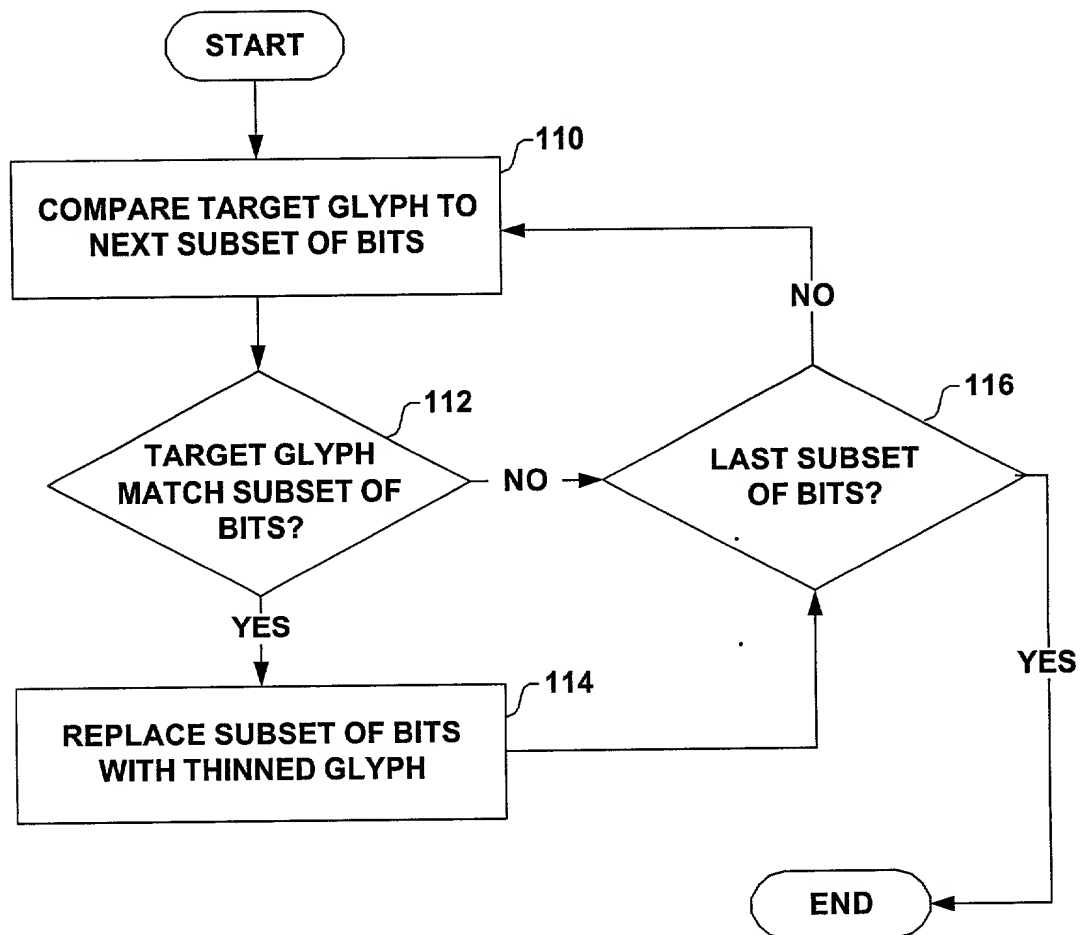 START
110
COMPARE TARGET GLYPH TO
NEXT SUBSET OF BITS
NO
112
116
TARGET GLYPH
MATCH SUBSET OF
BITS?
NO
LAST SUBSET
OF BITS?
YES
YES
114
REPLACE SUBSET OF BITS
WITH THINNED GLYPH
END